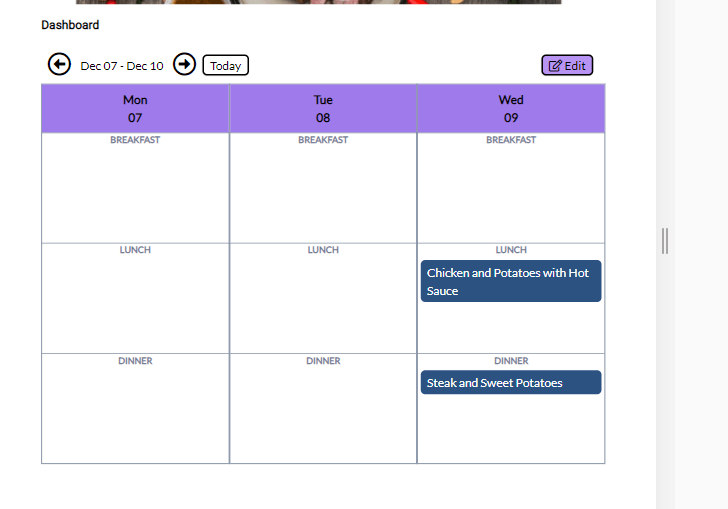 Dashboard
Dec 07 - Dec 10 Today Edit
Mon Tue Wed
07 08 09
BREAKFAST BREAKFAST BREAKFAST
LUNCH LUNCH LUNCH
Chicken and Potatoes with Hot
Sauce
DINNER DINNER DINNER
Steak and Sweet Potatoes